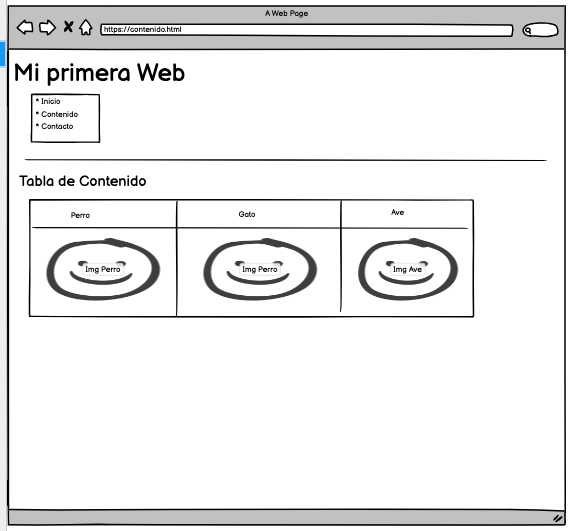 A Web Page
https://contenido.html
Mi primera Web
* Inicio
* Contenido
* Contacto
Tabla de Contenido
Perro Gato Ave
Img Perro Img Perro Img Ave